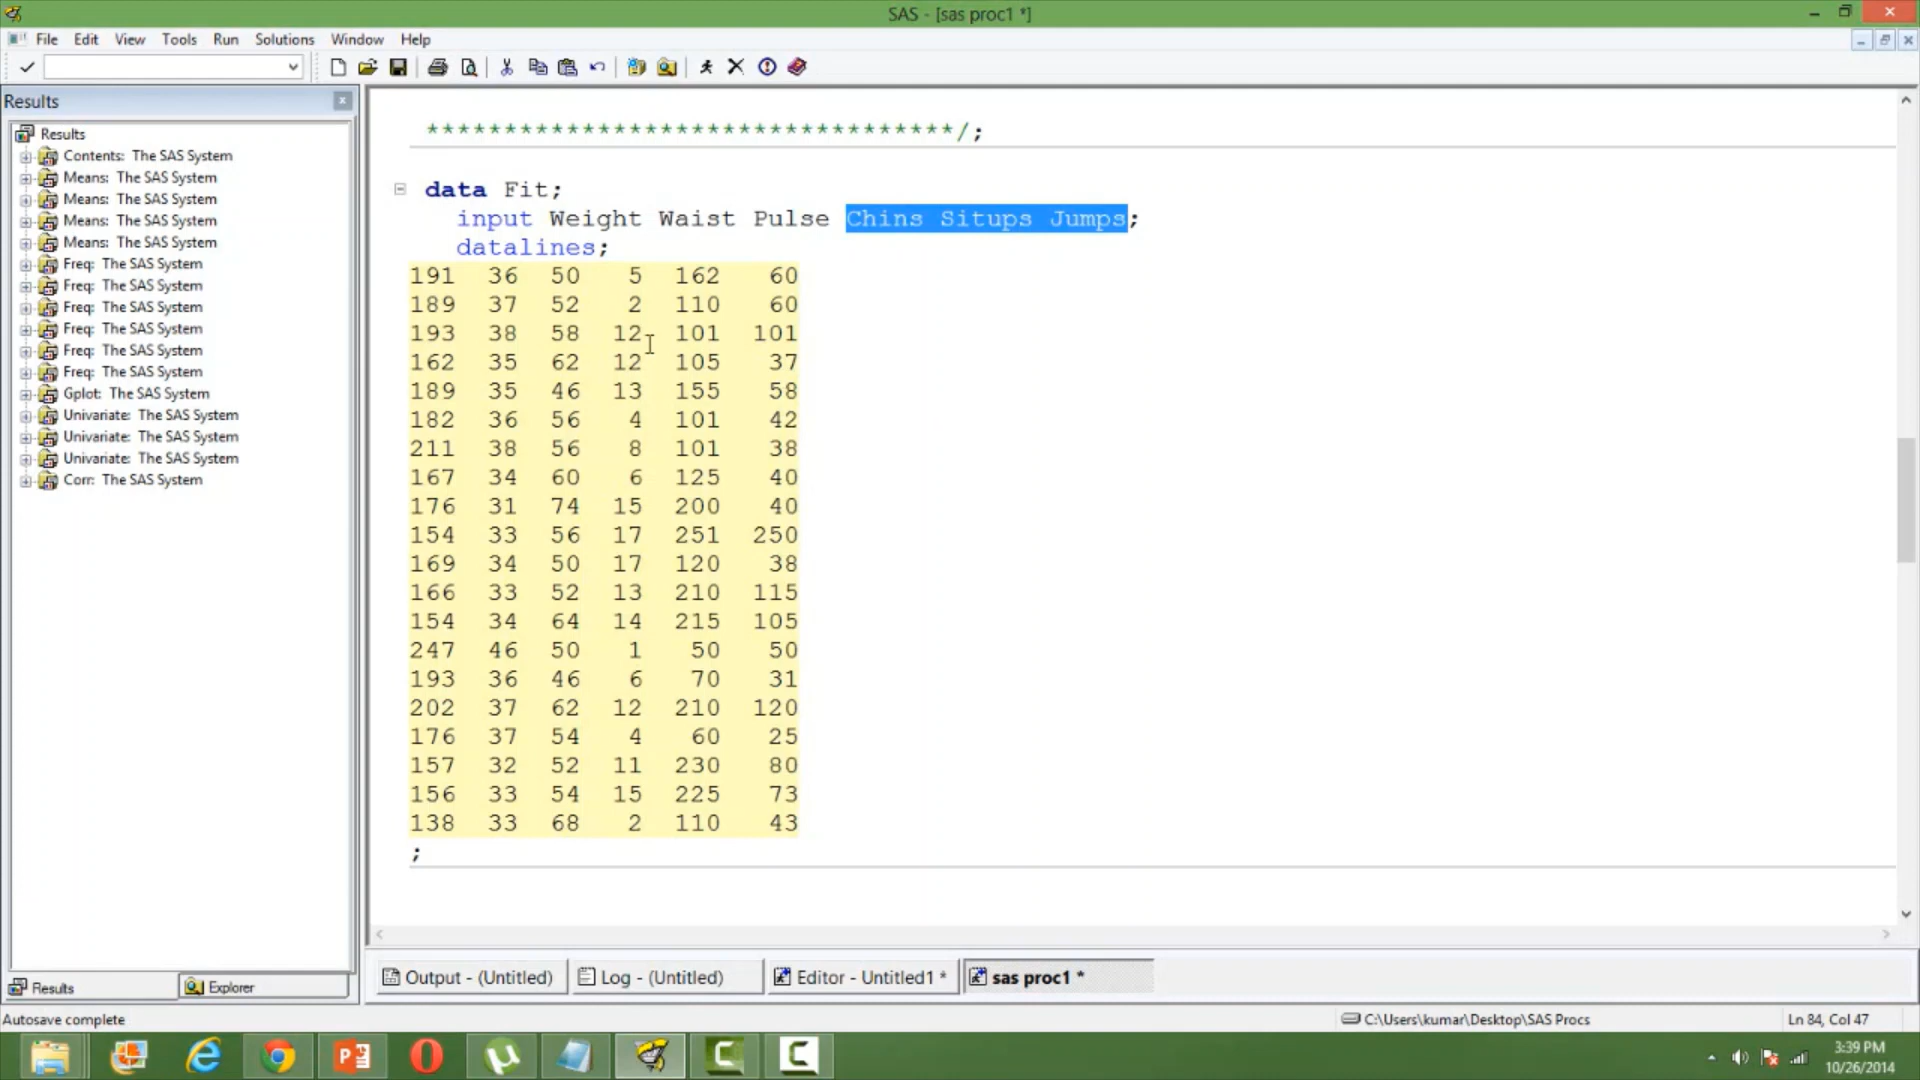 SAS - [sas proc1 *]
File Edit View Tools Run Solutions Window Help
Results
Results
Contents: The SAS System
Means: The SAS System
Means: The SAS System
Means: The SAS System
Means: The SAS System
Freq: The SAS System
Freq: The SAS System
Freq: The SAS System
Freq: The SAS System
Freq: The SAS System
Freq: The SAS System
Gplot: The SAS System
Univariate: The SAS System
Univariate: The SAS System
Univariate: The SAS System
Corr: The SAS System
**********************************/;
data Fit;
input Weight Waist Pulse Chins Situps Jumps;
datalines;
191 36 50 5 162 60
189 37 52 2 110 60
193 38 58 12 101 101
162 35 62 12 105 37
189 35 46 13 155 58
182 36 56 4 101 42
211 38 56 8 101 38
167 34 60 6 125 40
176 31 74 15 200 40
154 33 56 17 251 250
169 34 50 17 120 38
166 33 52 13 210 115
154 34 64 14 215 105
247 46 50 1 50 50
193 36 46 6 70 31
202 37 62 12 210 120
176 37 54 4 60 25
157 32 52 11 230 80
156 33 54 15 225 73
138 33 68 2 110 43
;
Results Explorer
Output - (Untitled) Log - (Untitled) Editor - Untitled1 * sas proc1 *
Autosave complete C:\Users\kumar\Desktop\SAS Procs Ln 84, Col 47
3:39 PM
10/26/2014